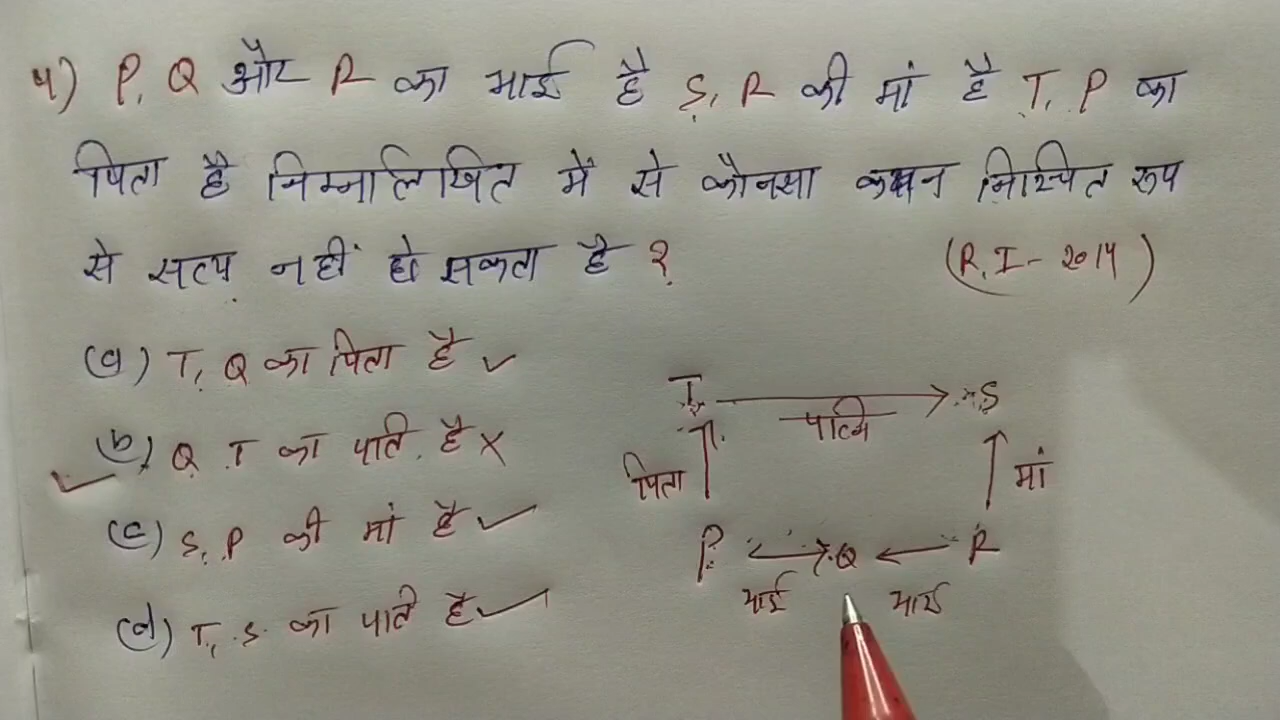 4) P, Q और R का भाई है S, R की मां है T, P का
पिता है निम्नलिखित में से कौनसा कथन निश्चित रूप
से सत्य नहीं हो सकता है ?
(R.I - 2014)
(a) T, Q का पिता है ✓
(b) Q T का पति है ×
(c) S, P की मां है ✓
(d) T, S का पति है ✓
T → S
पत्नि
पिता
मां
P Q ← R
भाई भाई